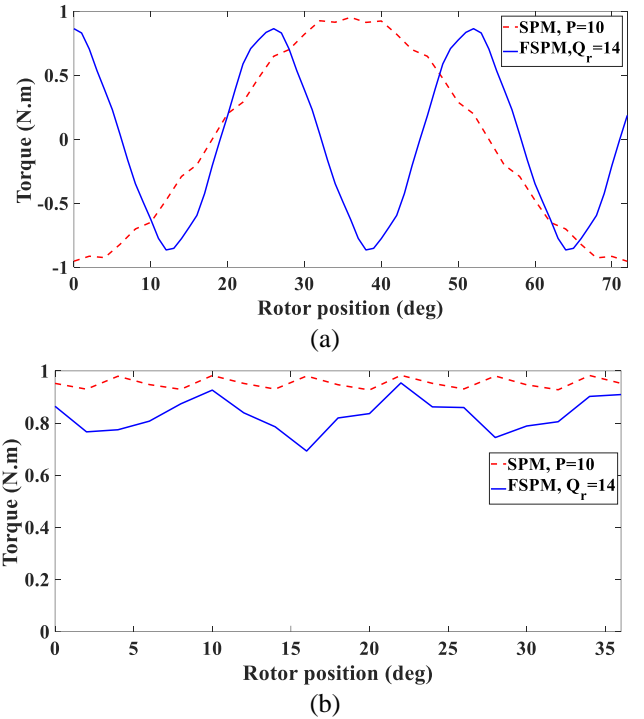 1
SPM, P=10
FSPM,Qr=14
0.5
0
-0.5
-1
Torque (N.m)
0 10 20 30 40 50 60 70
Rotor position (deg)
(a)
1
0.8
0.6
0.4
0.2
0
Torque (N.m)
SPM, P=10
FSPM, Qr=14
0 5 10 15 20 25 30 35
Rotor position (deg)
(b)